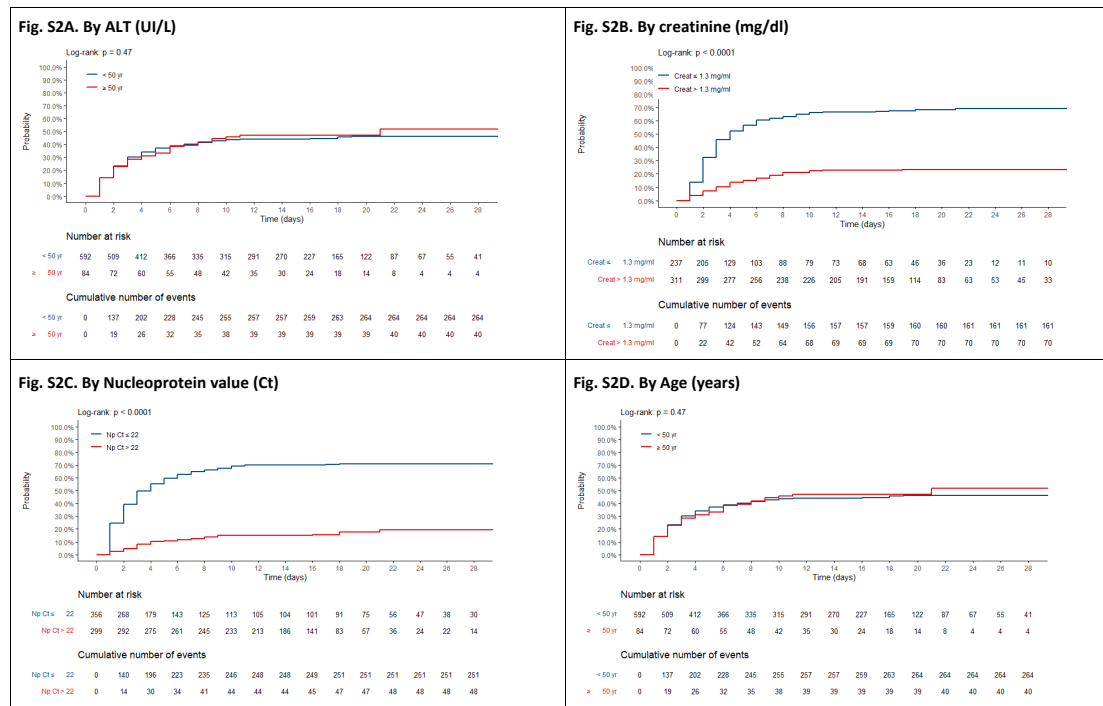 Fig. S2A. By ALT (UI/L)
Log-rank: p = 0.47
100.0%
90.0%
80.0%
70.0%
60.0%
50.0%
40.0%
30.0%
20.0%
10.0%
0.0%
Probability
< 50 yr
≥ 50 yr
0 2 4 6 8 10 12 14 16 18 20 22 24 26 28
Time (days)
Number at risk
< 50 yr 592 509 412 366 335 315 291 270 227 165 122 87 67 55 41
≥ 50 yr 84 72 60 55 48 42 35 30 24 18 14 8 4 4 4
Cumulative number of events
< 50 yr 0 137 202 228 245 255 257 257 259 263 264 264 264 264 264
≥ 50 yr 0 19 26 32 35 38 39 39 39 39 39 40 40 40 40
Fig. S2B. By creatinine (mg/dl)
Log-rank: p < 0.0001
100.0%
90.0%
80.0%
70.0%
60.0%
50.0%
40.0%
30.0%
20.0%
10.0%
0.0%
Probability
Creat ≤ 1.3 mg/ml
Creat > 1.3 mg/ml
0 2 4 6 8 10 12 14 16 18 20 22 24 26 28
Time (days)
Number at risk
Creat ≤ 1.3 mg/ml 237 205 129 103 88 79 73 68 63 46 36 23 12 11 10
Creat > 1.3 mg/ml 311 299 277 256 238 226 205 191 159 114 83 63 53 45 33
Cumulative number of events
Creat ≤ 1.3 mg/ml 0 77 124 143 149 156 157 157 159 160 160 161 161 161 161
Creat > 1.3 mg/ml 0 22 42 52 64 68 69 69 69 70 70 70 70 70 70
Fig. S2C. By Nucleoprotein value (Ct)
Log-rank: p < 0.0001
100.0%
90.0%
80.0%
70.0%
60.0%
50.0%
40.0%
30.0%
20.0%
10.0%
0.0%
Probability
Np Ct ≤ 22
Np Ct > 22
0 2 4 6 8 10 12 14 16 18 20 22 24 26 28
Time (days)
Number at risk
Np Ct ≤ 22 356 268 179 143 125 113 105 104 101 91 75 56 47 38 30
Np Ct > 22 299 292 275 261 245 233 213 186 141 83 57 36 24 22 14
Cumulative number of events
Np Ct ≤ 22 0 140 196 223 235 246 248 248 249 251 251 251 251 251 251
Np Ct > 22 0 14 30 34 41 44 44 44 45 47 47 48 48 48 48
Fig. S2D. By Age (years)
Log-rank: p = 0.47
100.0%
90.0%
80.0%
70.0%
60.0%
50.0%
40.0%
30.0%
20.0%
10.0%
0.0%
Probability
< 50 yr
≥ 50 yr
0 2 4 6 8 10 12 14 16 18 20 22 24 26 28
Time (days)
Number at risk
< 50 yr 592 509 412 366 335 315 291 270 227 165 122 87 67 55 41
≥ 50 yr 84 72 60 55 48 42 35 30 24 18 14 8 4 4 4
Cumulative number of events
< 50 yr 0 137 202 228 245 255 257 257 259 263 264 264 264 264 264
≥ 50 yr 0 19 26 32 35 38 39 39 39 39 39 40 40 40 40